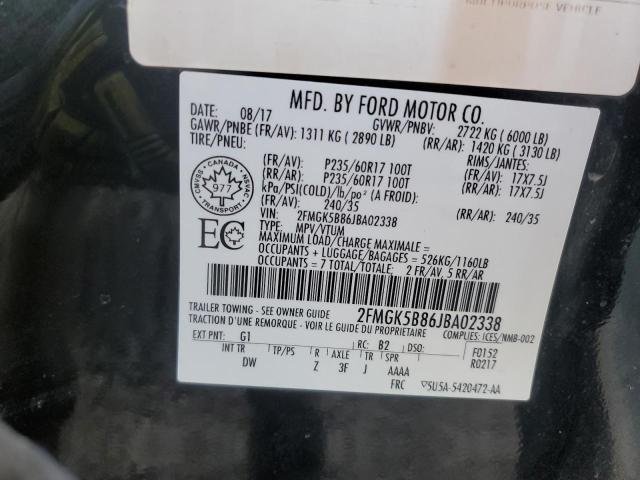 MULTIPURPOSE VEHICLE
MFD. BY FORD MOTOR CO.
DATE: 08/17 GVWR/PNBV: 2722 KG ( 6000 LB)
GAWR/PNBE (FR/AV): 1311 KG ( 2890 LB) (RR/AR): 1420 KG ( 3130 LB)
TIRE/PNEU: RIMS/JANTES:
(FR/AV): P235/60R17 100T (FR/AV): 17X7.5J
(RR/AR): P235/60R17 100T (RR/AR): 17X7.5J
kPa/PSI(COLD)/lb/po² (A FROID):
(FR/AV): 240/35 (RR/AR): 240/35
VIN: 2FMGK5B86JBA02338
TYPE: MPV/VTUM
MAXIMUM LOAD/CHARGE MAXIMALE =
OCCUPANTS + LUGGAGE/BAGAGES = 526KG/1160LB
OCCUPANTS = 7 TOTAL/TOTALE: 2 FR/AV, 5 RR/AR
CANADA
CMVSS NSVAC
977
TRANSPORT
EC
2FMGK5B86JBA02338
TRAILER TOWING - SEE OWNER GUIDE
TRACTION D'UNE REMORQUE - VOIR LE GUIDE DU PROPRIETAIRE
COMPLIES: ICES/NMB-002
EXT PNT: G1 RC: B2 DSO: F0152
INT TR TP/PS R AXLE TR SPR R0217
DW Z 3F J AAAA
FRC 5U5A-5420472-AA